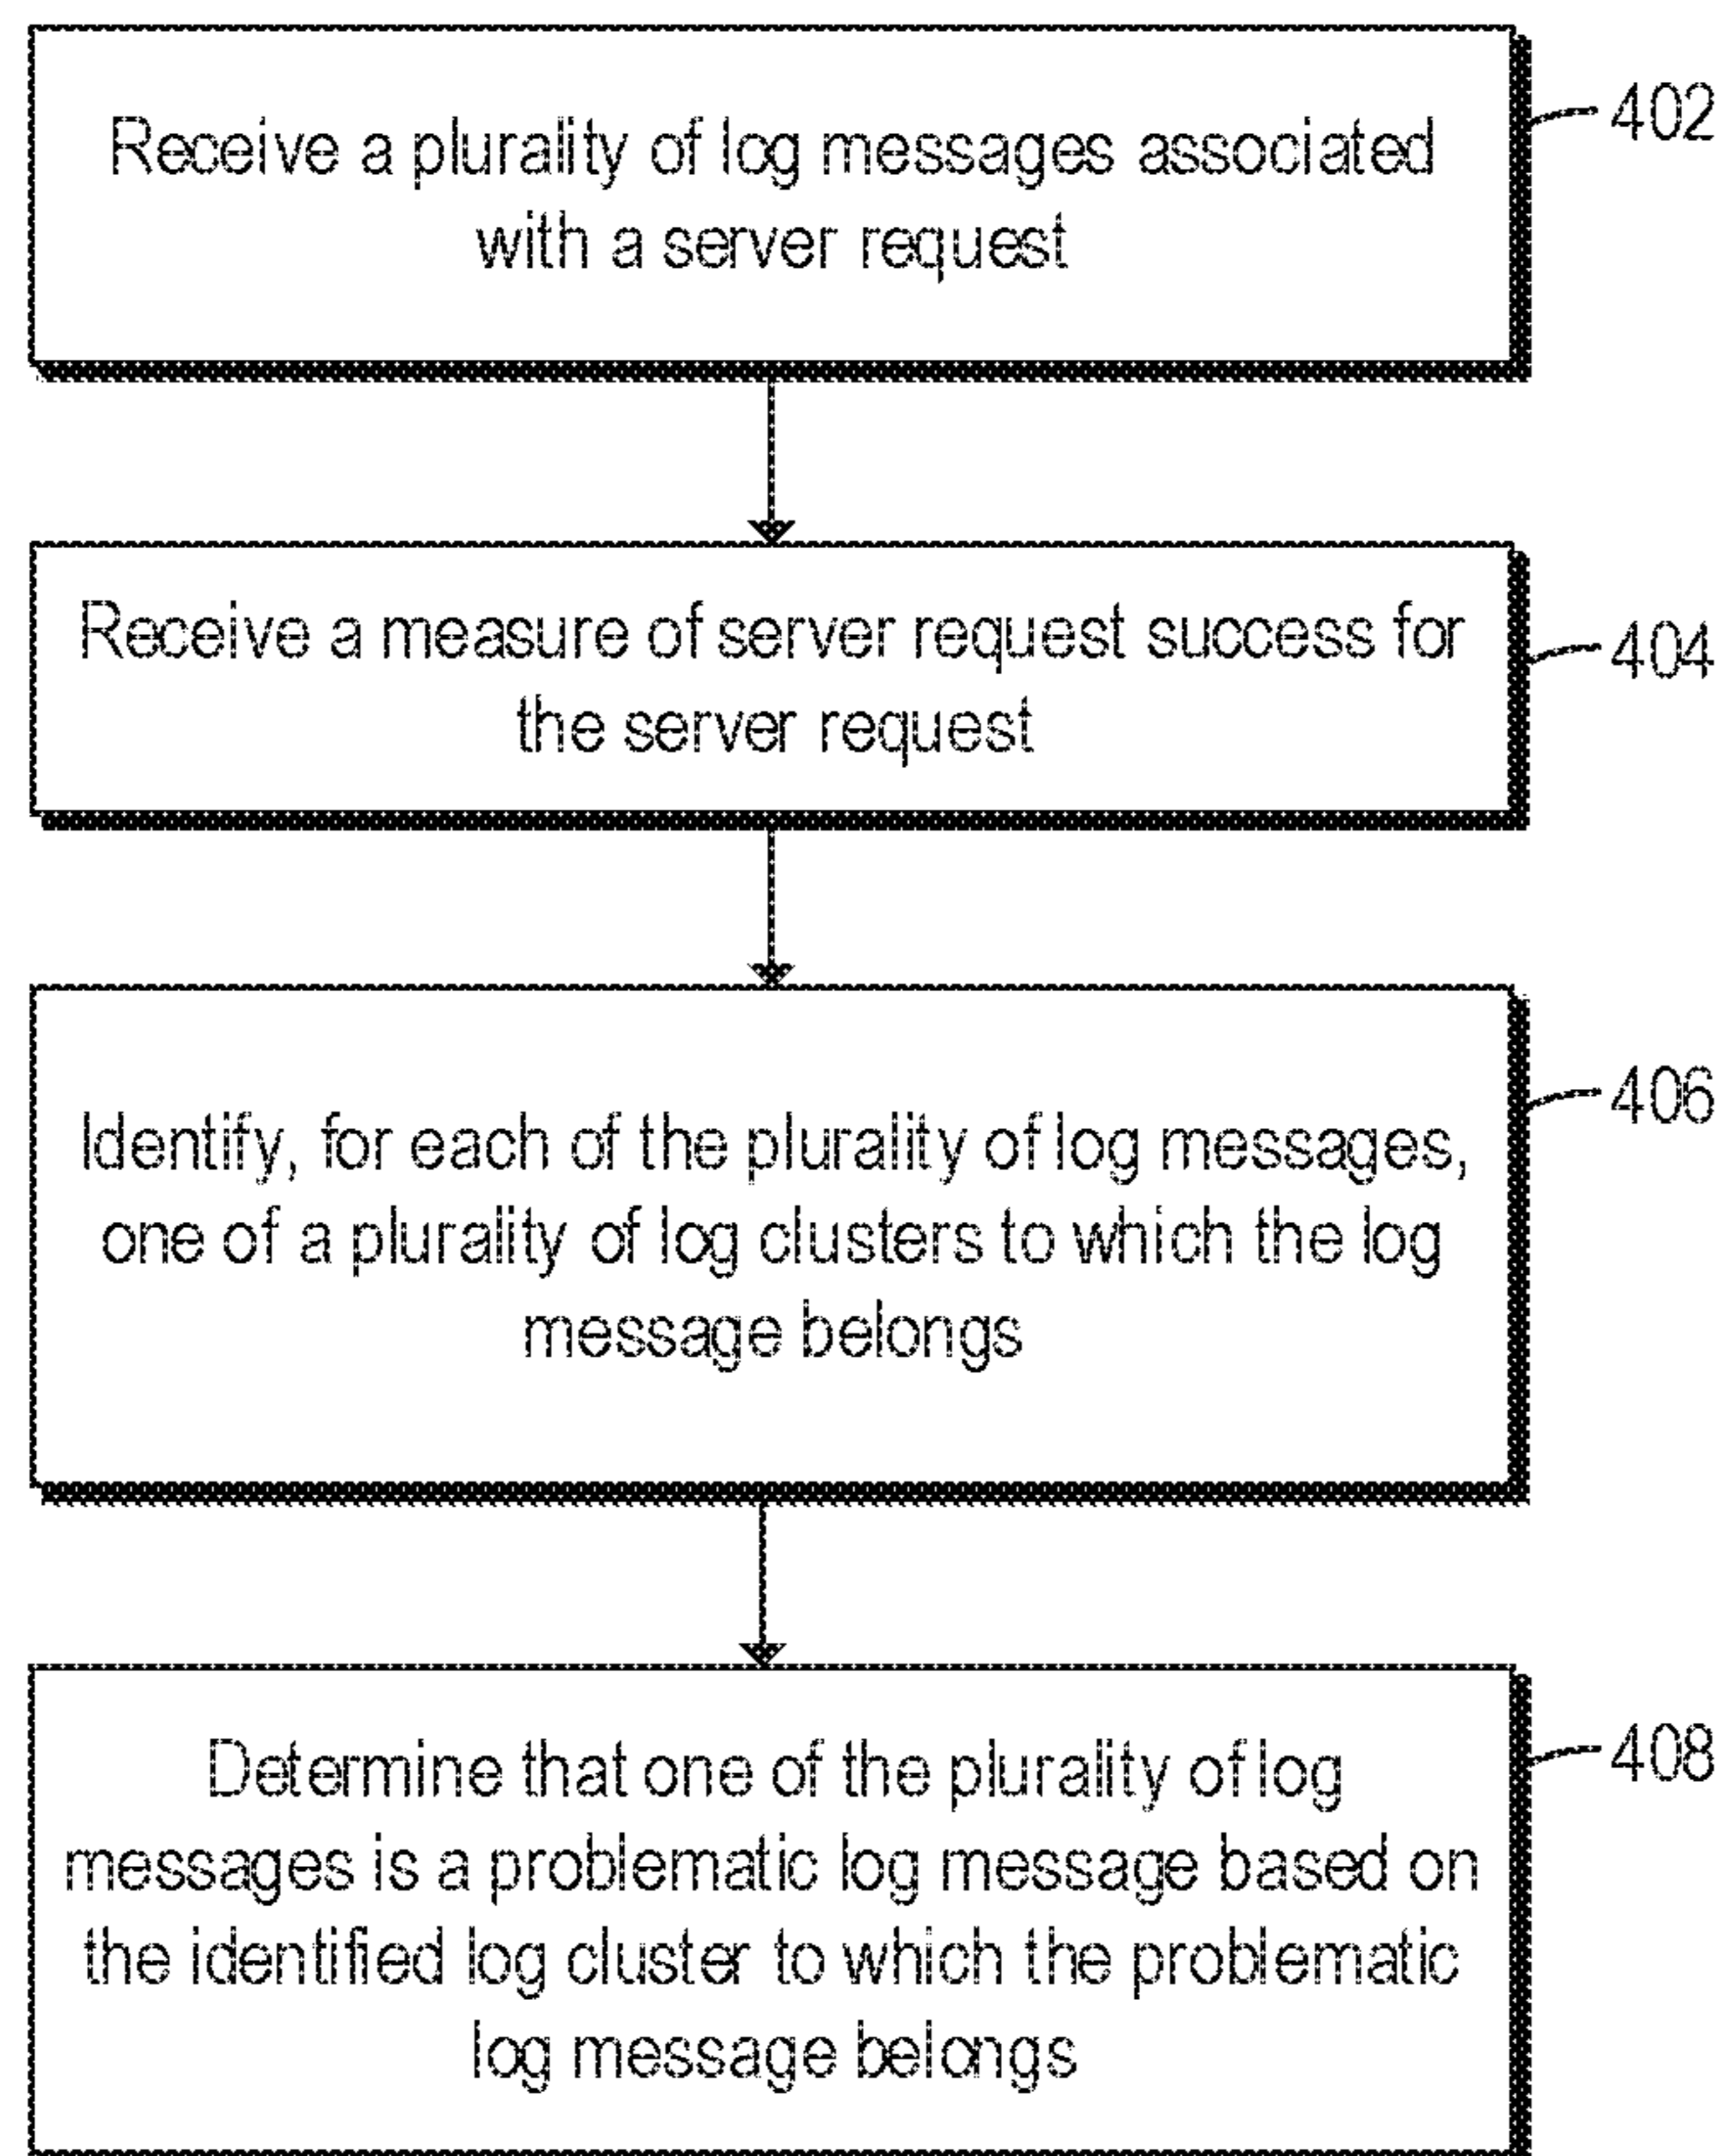 Receive a plurality of log messages associated
with a server request
402
Receive a measure of server request success for
the server request
404
Identify, for each of the plurality of log messages,
one of a plurality of log clusters to which the log
message belongs
406
Determine that one of the plurality of log
messages is a problematic log message based on
the identified log cluster to which the problematic
log message belongs
408